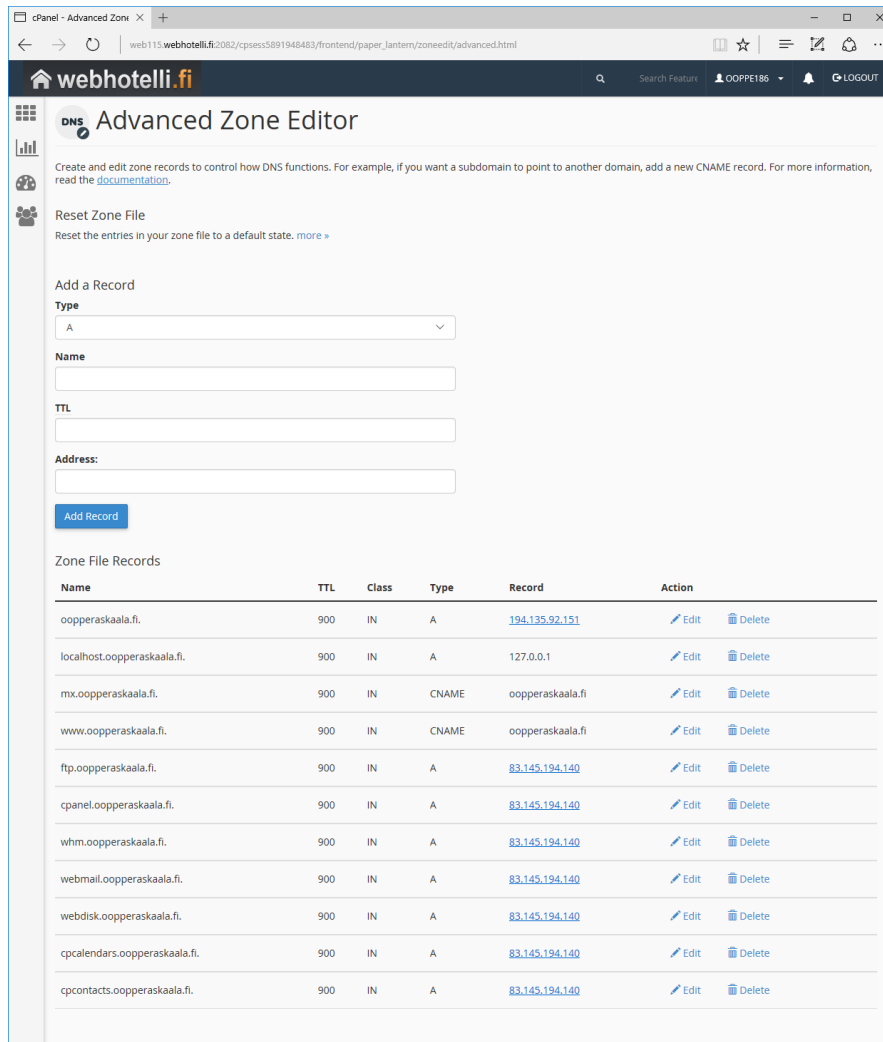 cPanel - Advanced Zone
web115.webhotelli.fi:2082/cpsess5891948483/frontend/paper_lantern/zoneedit/advanced.html
webhotelli.fi
Search Feature
OOPPE186
LOGOUT
DNS
Advanced Zone Editor
Create and edit zone records to control how DNS functions. For example, if you want a subdomain to point to another domain, add a new CNAME record. For more information,
read the documentation.
Reset Zone File
Reset the entries in your zone file to a default state. more »
Add a Record
Type
A
Name
TTL
Address:
Add Record
Zone File Records
Name TTL Class Type Record Action
oopperaskaala.fi. 900 IN A 194.135.92.151 Edit Delete
localhost.oopperaskaala.fi. 900 IN A 127.0.0.1 Edit Delete
mx.oopperaskaala.fi. 900 IN CNAME oopperaskaala.fi Edit Delete
www.oopperaskaala.fi. 900 IN CNAME oopperaskaala.fi Edit Delete
ftp.oopperaskaala.fi. 900 IN A 83.145.194.140 Edit Delete
cpanel.oopperaskaala.fi. 900 IN A 83.145.194.140 Edit Delete
whm.oopperaskaala.fi. 900 IN A 83.145.194.140 Edit Delete
webmail.oopperaskaala.fi. 900 IN A 83.145.194.140 Edit Delete
webdisk.oopperaskaala.fi. 900 IN A 83.145.194.140 Edit Delete
cpcalendars.oopperaskaala.fi. 900 IN A 83.145.194.140 Edit Delete
cpcontacts.oopperaskaala.fi. 900 IN A 83.145.194.140 Edit Delete